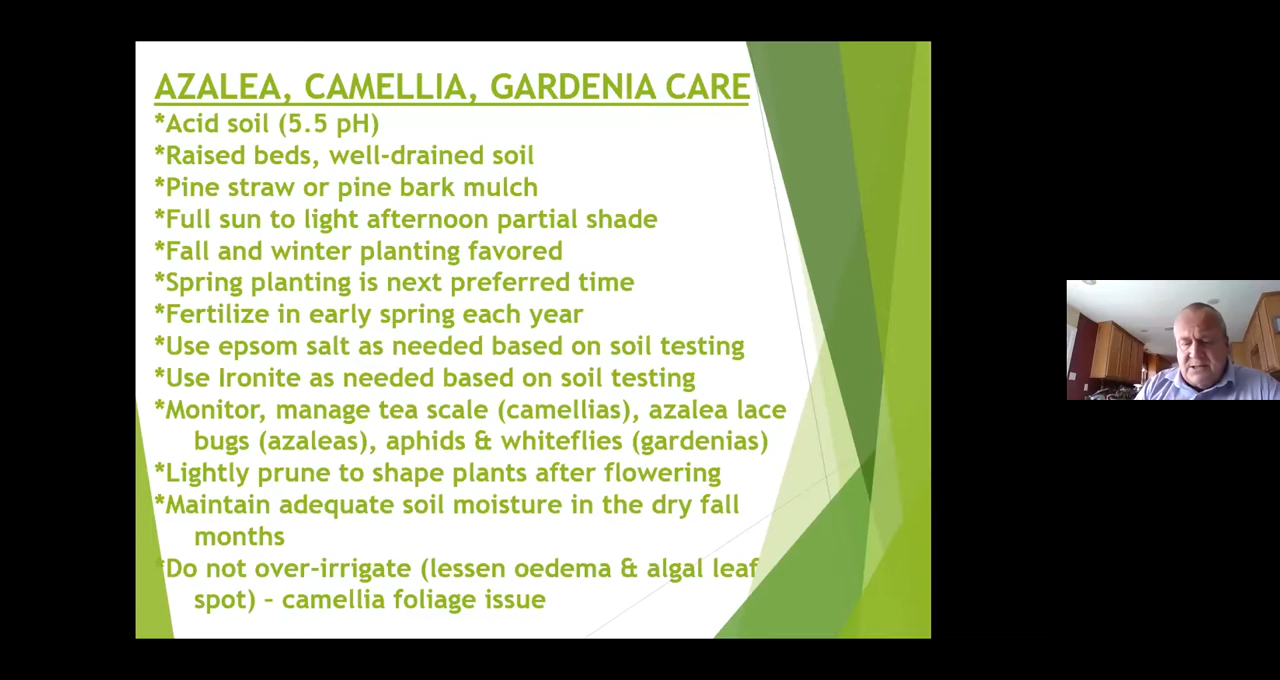 AZALEA, CAMELLIA, GARDENIA CARE
*Acid soil (5.5 pH)
*Raised beds, well-drained soil
*Pine straw or pine bark mulch
*Full sun to light afternoon partial shade
*Fall and winter planting favored
*Spring planting is next preferred time
*Fertilize in early spring each year
*Use epsom salt as needed based on soil testing
*Use Ironite as needed based on soil testing
*Monitor, manage tea scale (camellias), azalea lace
bugs (azaleas), aphids & whiteflies (gardenias)
*Lightly prune to shape plants after flowering
*Maintain adequate soil moisture in the dry fall
months
*Do not over-irrigate (lessen oedema & algal leaf
spot) – camellia foliage issue